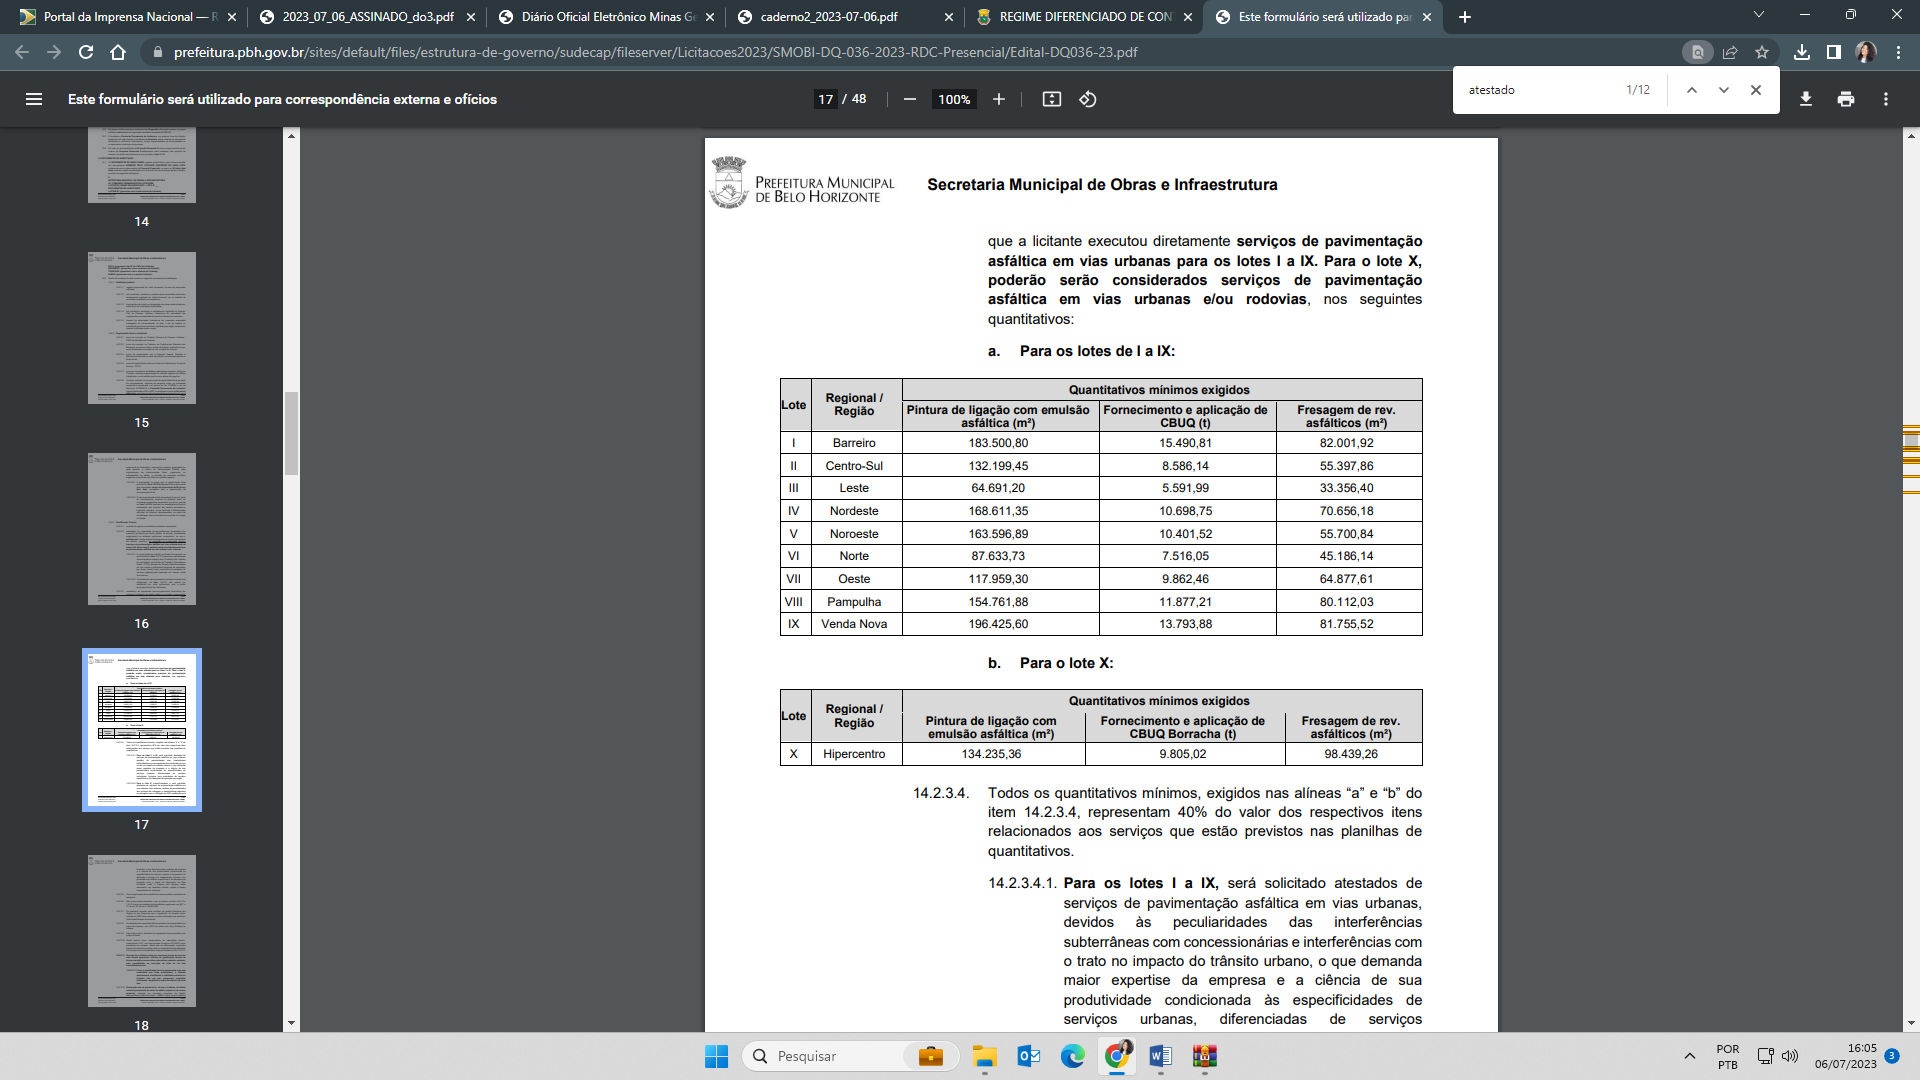 Portal da Imprensa Nacional — R
2023_07_06_ASSINADO_do3.pdf
Diário Oficial Eletrônico Minas Ge
caderno2_2023-07-06.pdf
REGIME DIFERENCIADO DE CON
Este formulário será utilizado par
prefeitura.pbh.gov.br/sites/default/files/estrutura-de-governo/sudecap/fileserver/Licitacoes2023/SMOBI-DQ-036-2023-RDC-Presencial/Edital-DQ036-23.pdf
Este formulário será utilizado para correspondência externa e ofícios
17 / 48
100%
atestado 1/12
14
15
16
17
18
PREFEITURA MUNICIPAL
DE BELO HORIZONTE
Secretaria Municipal de Obras e Infraestrutura
que a licitante executou diretamente serviços de pavimentação
asfáltica em vias urbanas para os lotes I a IX. Para o lote X,
poderão serão considerados serviços de pavimentação
asfáltica em vias urbanas e/ou rodovias, nos seguintes
quantitativos:
a. Para os lotes de I a IX:
Lote Regional / Região Quantitativos mínimos exigidos
Pintura de ligação com emulsão asfáltica (m²) Fornecimento e aplicação de CBUQ (t) Fresagem de rev. asfálticos (m²)
I Barreiro 183.500,80 15.490,81 82.001,92
II Centro-Sul 132.199,45 8.586,14 55.397,86
III Leste 64.691,20 5.591,99 33.356,40
IV Nordeste 168.611,35 10.698,75 70.656,18
V Noroeste 163.596,89 10.401,52 55.700,84
VI Norte 87.633,73 7.516,05 45.186,14
VII Oeste 117.959,30 9.862,46 64.877,61
VIII Pampulha 154.761,88 11.877,21 80.112,03
IX Venda Nova 196.425,60 13.793,88 81.755,52
b. Para o lote X:
Lote Regional / Região Quantitativos mínimos exigidos
Pintura de ligação com emulsão asfáltica (m²) Fornecimento e aplicação de CBUQ Borracha (t) Fresagem de rev. asfálticos (m²)
X Hipercentro 134.235,36 9.805,02 98.439,26
14.2.3.4. Todos os quantitativos mínimos, exigidos nas alíneas “a” e “b” do
item 14.2.3.4, representam 40% do valor dos respectivos itens
relacionados aos serviços que estão previstos nas planilhas de
quantitativos.
14.2.3.4.1. Para os lotes I a IX, será solicitado atestados de
serviços de pavimentação asfáltica em vias urbanas,
devidos às peculiaridades das interferências
subterrâneas com concessionárias e interferências com
o trato no impacto do trânsito urbano, o que demanda
maior expertise da empresa e a ciência de sua
produtividade condicionada às especificidades de
serviços urbanas, diferenciadas de serviços
Pesquisar
POR
PTB
16:05
06/07/2023
3